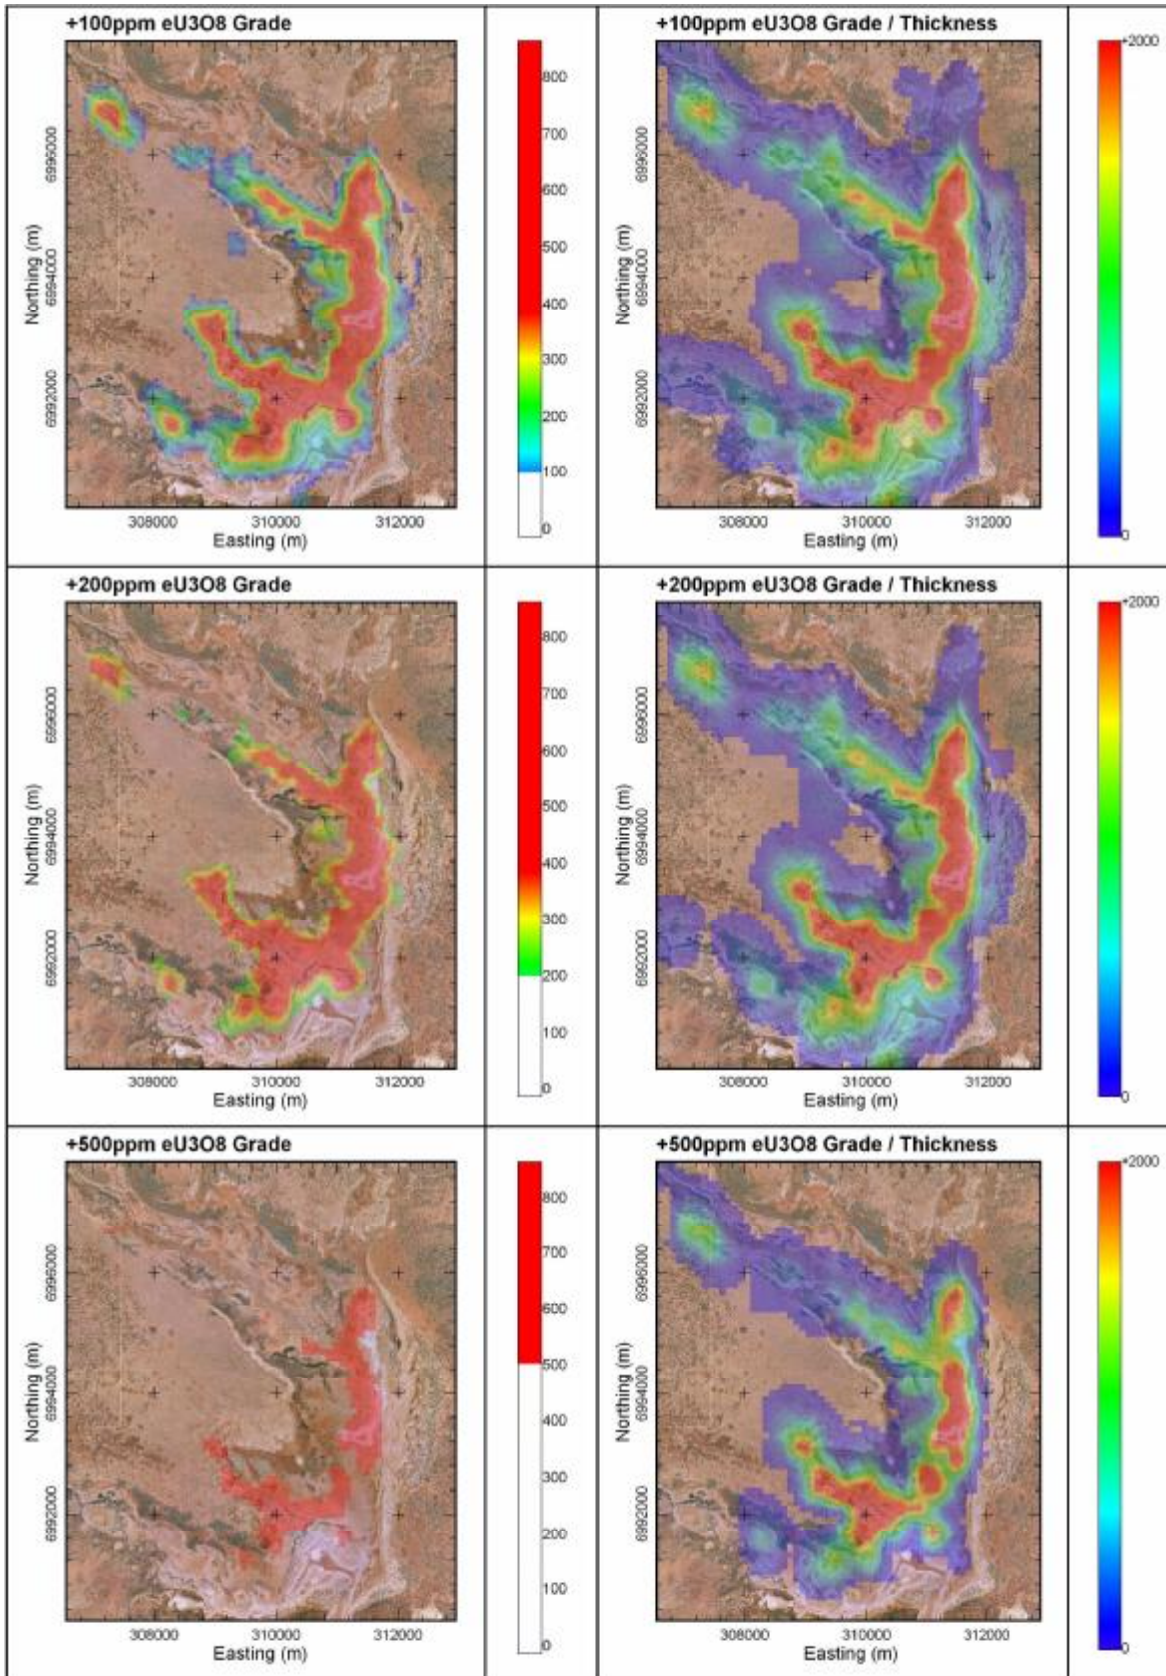 +100ppm eU3O8 Grade
Northing (m)
6996000
6994000
6992000
308000 310000 312000
Easting (m)
800
700
600
500
400
300
200
100
0
+100ppm eU3O8 Grade / Thickness
Northing (m)
6996000
6994000
6992000
308000 310000 312000
Easting (m)
+2000
0
+200ppm eU3O8 Grade
Northing (m)
6996000
6994000
6992000
308000 310000 312000
Easting (m)
800
700
600
500
400
300
200
100
0
+200ppm eU3O8 Grade / Thickness
Northing (m)
6996000
6994000
6992000
308000 310000 312000
Easting (m)
+2000
0
+500ppm eU3O8 Grade
Northing (m)
6996000
6994000
6992000
308000 310000 312000
Easting (m)
800
700
600
500
400
300
200
100
0
+500ppm eU3O8 Grade / Thickness
Northing (m)
6996000
6994000
6992000
308000 310000 312000
Easting (m)
+2000
0